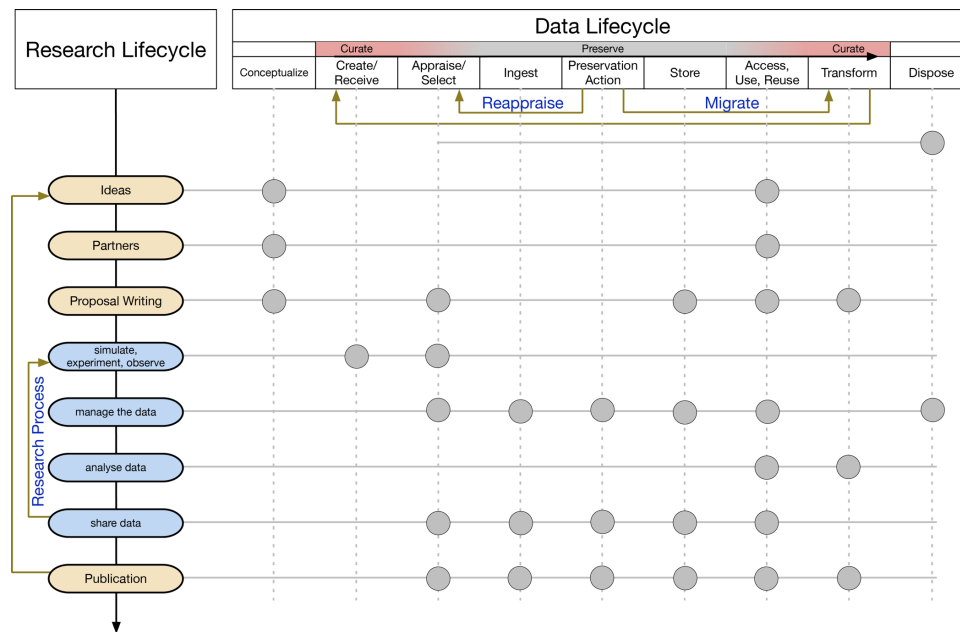 Research Lifecycle
Data Lifecycle
Curate
Preserve
Curate
Conceptualize
Create/
Receive
Appraise/
Select
Ingest
Preservation
Action
Store
Access,
Use, Reuse
Transform
Dispose
Reappraise
Migrate
Ideas
Partners
Proposal Writing
simulate,
experiment, observe
manage the data
analyse data
share data
Publication
Research Process